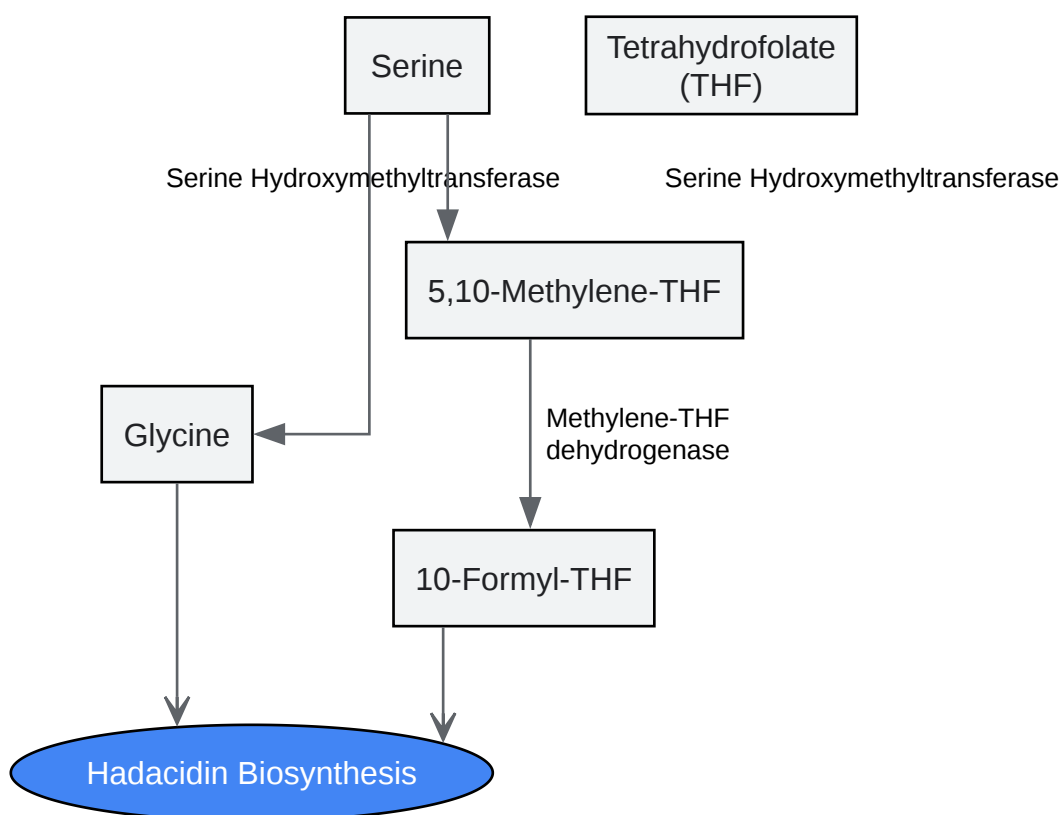 Serine
Tetrahydrofolate
(THF)
Serine Hydroxymethyltransferase
Serine Hydroxymethyltransferase
5,10-Methylene-THF
Glycine
Methylene-THF
dehydrogenase
10-Formyl-THF
Hadacidin Biosynthesis